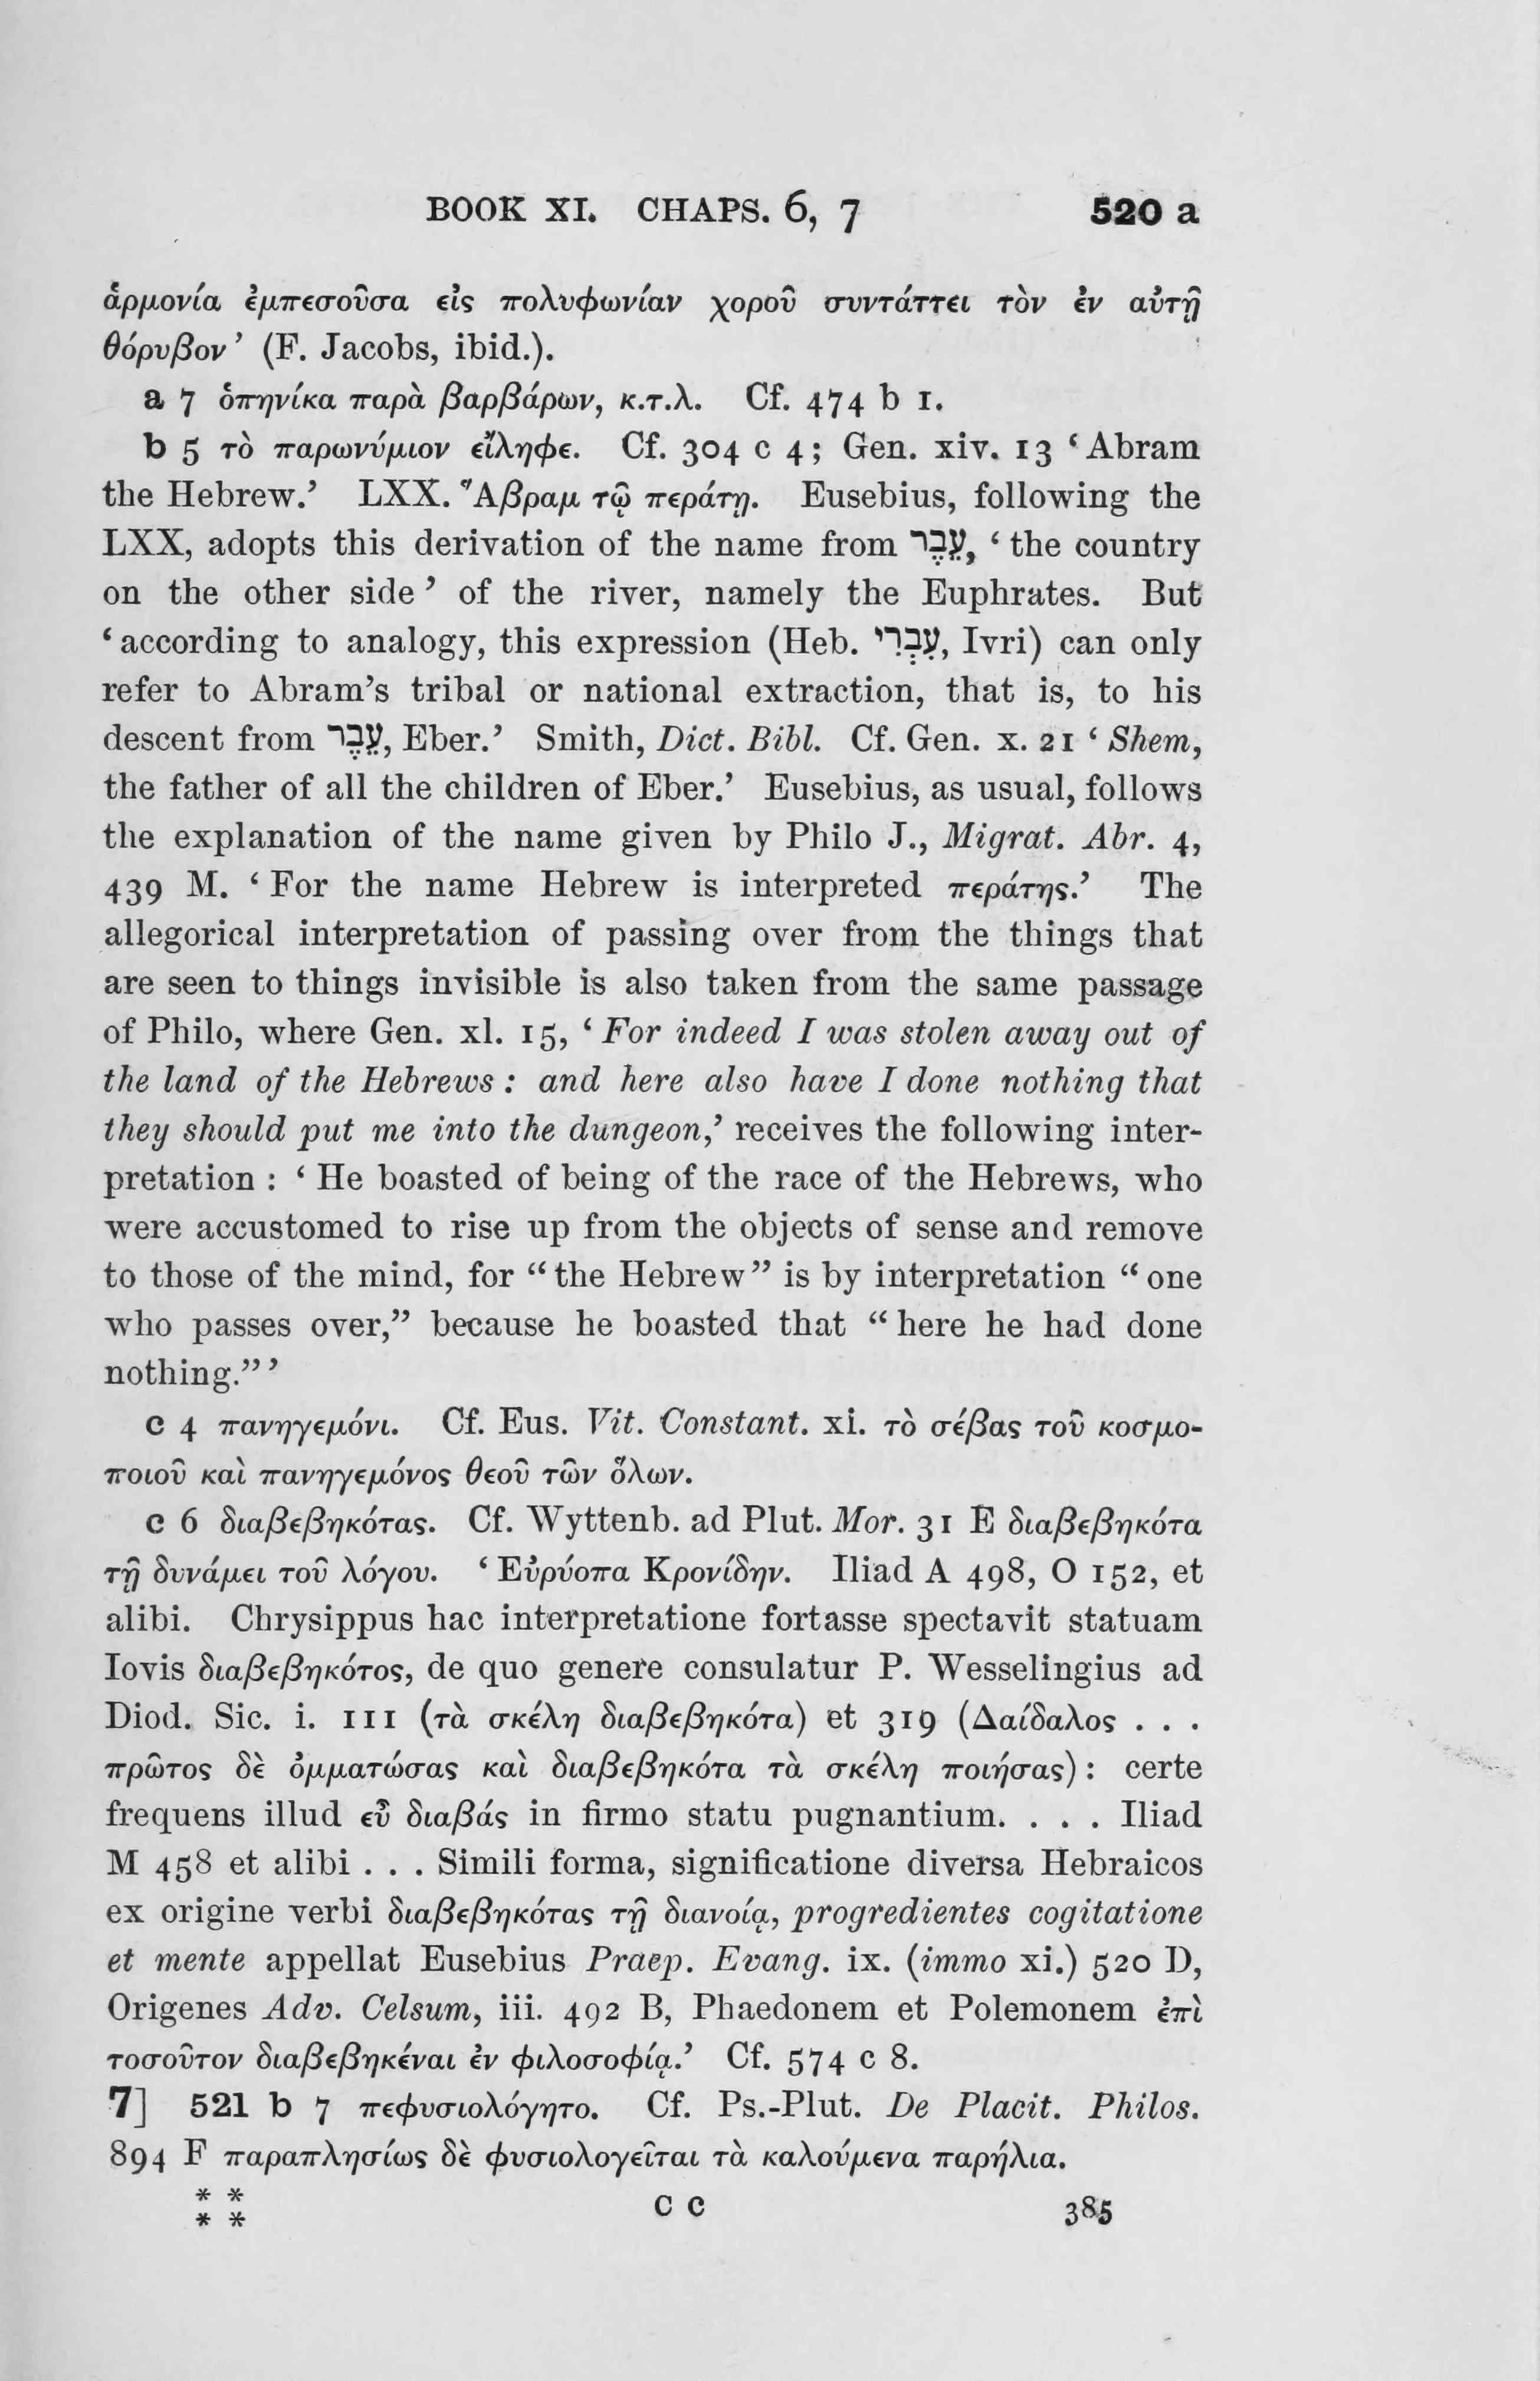 BOOK XI. CHAPS. 6, 7 520 a
ἁρμονία ἐμπεσοῦσα εἰς πολυφωνίαν χοροῦ συντάττει τὸν ἐν αὐτῇ
θόρυβον’ (F. Jacobs, ibid.).
a 7 ὁπηνίκα παρὰ βαρβάρων, κ.τ.λ. Cf. 474 b 1.
b 5 τὸ παρωνύμιον εἴληφε. Cf. 304 c 4; Gen. xiv. 13 ‘Abram
the Hebrew.’ LXX. Ἄβραμ τῷ περάτῃ. Eusebius, following the
LXX, adopts this derivation of the name from עֵבֶר, ‘the country
on the other side’ of the river, namely the Euphrates. But
‘according to analogy, this expression (Heb. עִבְרִי, Ivri) can only
refer to Abram’s tribal or national extraction, that is, to his
descent from עֵבֶר, Eber.’ Smith, Dict. Bibl. Cf. Gen. x. 21 ‘Shem,
the father of all the children of Eber.’ Eusebius, as usual, follows
the explanation of the name given by Philo J., Migrat. Abr. 4,
439 M. ‘For the name Hebrew is interpreted περάτης.’ The
allegorical interpretation of passing over from the things that
are seen to things invisible is also taken from the same passage
of Philo, where Gen. xl. 15, ‘For indeed I was stolen away out of
the land of the Hebrews: and here also have I done nothing that
they should put me into the dungeon,’ receives the following inter-
pretation: ‘He boasted of being of the race of the Hebrews, who
were accustomed to rise up from the objects of sense and remove
to those of the mind, for “the Hebrew” is by interpretation “one
who passes over,” because he boasted that “here he had done
nothing.”’
c 4 πανηγεμόνι. Cf. Eus. Vit. Constant. xi. τὸ σέβας τοῦ κοσμο-
ποιοῦ καὶ πανηγεμόνος θεοῦ τῶν ὅλων.
c 6 διαβεβηκότας. Cf. Wyttenb. ad Plut. Mor. 31 E διαβεβηκότα
τῇ δυνάμει τοῦ λόγου. ‘Εὐρύοπα Κρονίδην. Iliad A 498, O 152, et
alibi. Chrysippus hac interpretatione fortasse spectavit statuam
Iovis διαβεβηκότος, de quo genere consulatur P. Wesselingius ad
Diod. Sic. i. 111 (τὰ σκέλη διαβεβηκότα) et 319 (Δαίδαλος . . .
πρῶτος δὲ ὀμματώσας καὶ διαβεβηκότα τὰ σκέλη ποιήσας): certe
frequens illud εὖ διαβάς in firmo statu pugnantium. . . . Iliad
M 458 et alibi . . . Simili forma, significatione diversa Hebraicos
ex origine verbi διαβεβηκότας τῇ διανοίᾳ, progredientes cogitatione
et mente appellat Eusebius Praep. Evang. ix. (immo xi.) 520 D,
Origenes Adv. Celsum, iii. 492 B, Phaedonem et Polemonem ἐπὶ
τοσοῦτον διαβεβηκέναι ἐν φιλοσοφίᾳ.’ Cf. 574 c 8.
7] 521 b 7 πεφυσιολόγητο. Cf. Ps.-Plut. De Placit. Philos.
894 F παραπλησίως δὲ φυσιολογεῖται τὰ καλούμενα παρήλια.
* *
* * C C 385